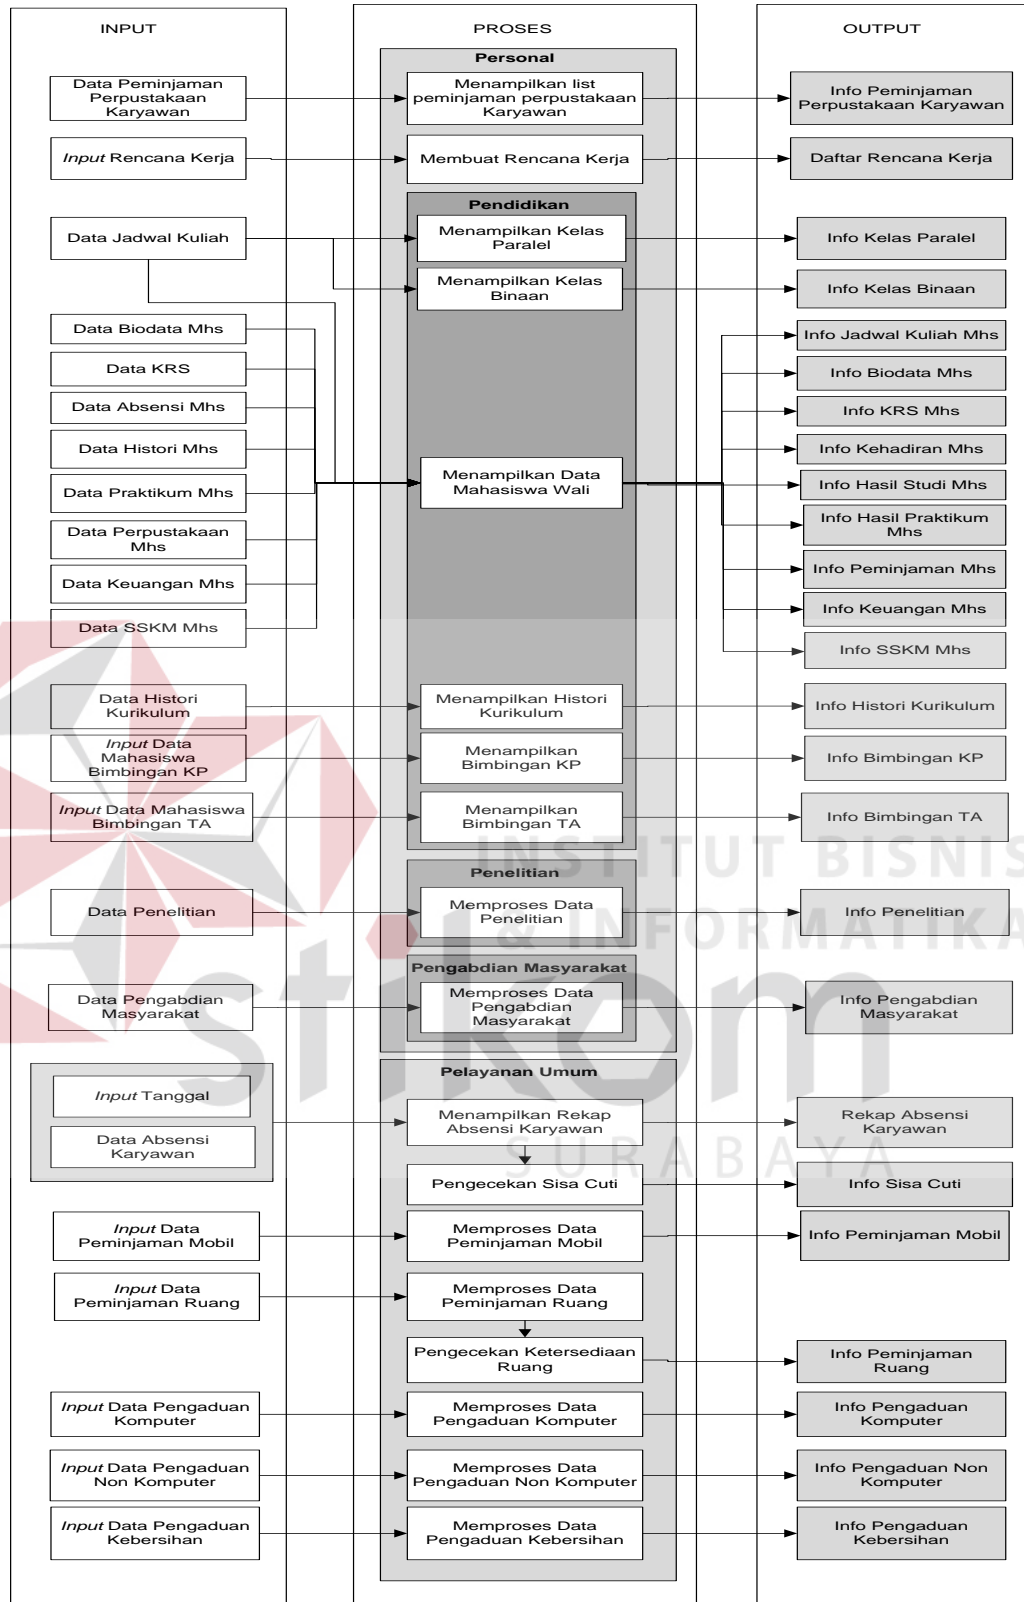 INPUT
PROSES
OUTPUT
Personal
Data Peminjaman
Perpustakaan
Karyawan
Menampilkan list
peminjaman perpustakaan
Karyawan
Info Peminjaman
Perpustakaan Karyawan
Input Rencana Kerja
Membuat Rencana Kerja
Daftar Rencana Kerja
Pendidikan
Data Jadwal Kuliah
Menampilkan Kelas
Paralel
Info Kelas Paralel
Menampilkan Kelas
Binaan
Info Kelas Binaan
Data Biodata Mhs
Data KRS
Data Absensi Mhs
Data Histori Mhs
Data Praktikum Mhs
Data Perpustakaan
Mhs
Data Keuangan Mhs
Data SSKM Mhs
Menampilkan Data
Mahasiswa Wali
Info Jadwal Kuliah Mhs
Info Biodata Mhs
Info KRS Mhs
Info Kehadiran Mhs
Info Hasil Studi Mhs
Info Hasil Praktikum
Mhs
Info Peminjaman Mhs
Info Keuangan Mhs
Info SSKM Mhs
Data Histori
Kurikulum
Menampilkan Histori
Kurikulum
Info Histori Kurikulum
Input Data
Mahasiswa
Bimbingan KP
Menampilkan
Bimbingan KP
Info Bimbingan KP
Input Data Mahasiswa
Bimbingan TA
Menampilkan
Bimbingan TA
Info Bimbingan TA
INSTITUT BISNIS
Penelitian
Data Penelitian
Memproses Data
Penelitian
Info Penelitian
& INFORMATIKA
stikom
Pengabdian Masyarakat
Data Pengabdian
Masyarakat
Memproses Data
Pengabdian
Masyarakat
Info Pengabdian
Masyarakat
Pelayanan Umum
Input Tanggal
Data Absensi
Karyawan
Menampilkan Rekap
Absensi Karyawan
Rekap Absensi
Karyawan
SURABAYA
Pengecekan Sisa Cuti
Info Sisa Cuti
Input Data
Peminjaman Mobil
Memproses Data
Peminjaman Mobil
Info Peminjaman Mobil
Input Data
Peminjaman Ruang
Memproses Data
Peminjaman Ruang
Pengecekan Ketersediaan
Ruang
Info Peminjaman
Ruang
Input Data Pengaduan
Komputer
Memproses Data
Pengaduan Komputer
Info Pengaduan
Komputer
Input Data Pengaduan
Non Komputer
Memproses Data
Pengaduan Non Komputer
Info Pengaduan Non
Komputer
Input Data Pengaduan
Kebersihan
Memproses Data
Pengaduan Kebersihan
Info Pengaduan
Kebersihan